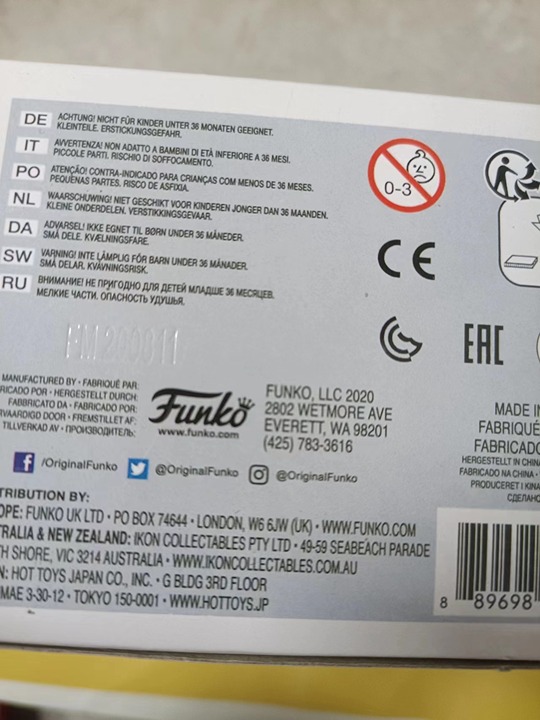 DE ACHTUNG! NICHT FÜR KINDER UNTER 36 MONATEN GEEIGNET.
KLEINTEILE. ERSTICKUNGSGEFAHR.
IT AVVERTENZA! NON ADATTO A BAMBINI DI ETÀ INFERIORE A 36 MESI.
PICCOLE PARTI. RISCHIO DI SOFFOCAMENTO.
PO ATENÇÃO! CONTRA-INDICADO PARA CRIANÇAS COM MENOS DE 36 MESES.
PEQUENAS PARTES. RISCO DE ASFIXIA.
NL WAARSCHUWING! NIET GESCHIKT VOOR KINDEREN JONGER DAN 36 MAANDEN.
KLEINE ONDERDELEN. VERSTIKKINGSGEVAAR.
DA ADVARSEL! IKKE EGNET TIL BØRN UNDER 36 MÅNEDER.
SMÅ DELE. KVÆLNINGSFARE.
SW VARNING! INTE LÄMPLIG FÖR BARN UNDER 36 MÅNADER.
SMÅ DELAR. KVÄVNINGSRISK.
RU ВНИМАНИЕ! НЕ ПРИГОДНО ДЛЯ ДЕТЕЙ МЛАДШЕ 36 МЕСЯЦЕВ.
МЕЛКИЕ ЧАСТИ. ОПАСНОСТЬ УДУШЬЯ.
0-3
CE
EAC
MANUFACTURED BY • FABRIQUÉ PAR:
RICADO POR • HERGESTELLT DURCH:
FABBRICATO DA • FABRICADO POR:
RVAARDIGD DOOR • FREMSTILLET AF:
TILLVERKAD AV • ПРОИЗВОДИТЕЛЬ:
Funko
www.funko.com
FUNKO, LLC 2020
2802 WETMORE AVE
EVERETT, WA 98201
(425) 783-3616
MADE IN
FABRIQUÉ
FABRICADO
HERGESTELLT IN CHINA
FABRICADO NA CHINA •
PRODUCERET I KINA
СДЕЛАНО
/OriginalFunko @OriginalFunko @OriginalFunko
TRIBUTION BY:
OPE: FUNKO UK LTD • PO BOX 74644 • LONDON, W6 6JW (UK) • WWW.FUNKO.COM
TRALIA & NEW ZEALAND: IKON COLLECTABLES PTY LTD • 49-59 SEABEACH PARADE
TH SHORE, VIC 3214 AUSTRALIA • WWW.IKONCOLLECTABLES.COM.AU
N: HOT TOYS JAPAN CO., INC. • G BLDG 3RD FLOOR
MAE 3-30-12 • TOKYO 150-0001 • WWW.HOTTOYS.JP
8 89698